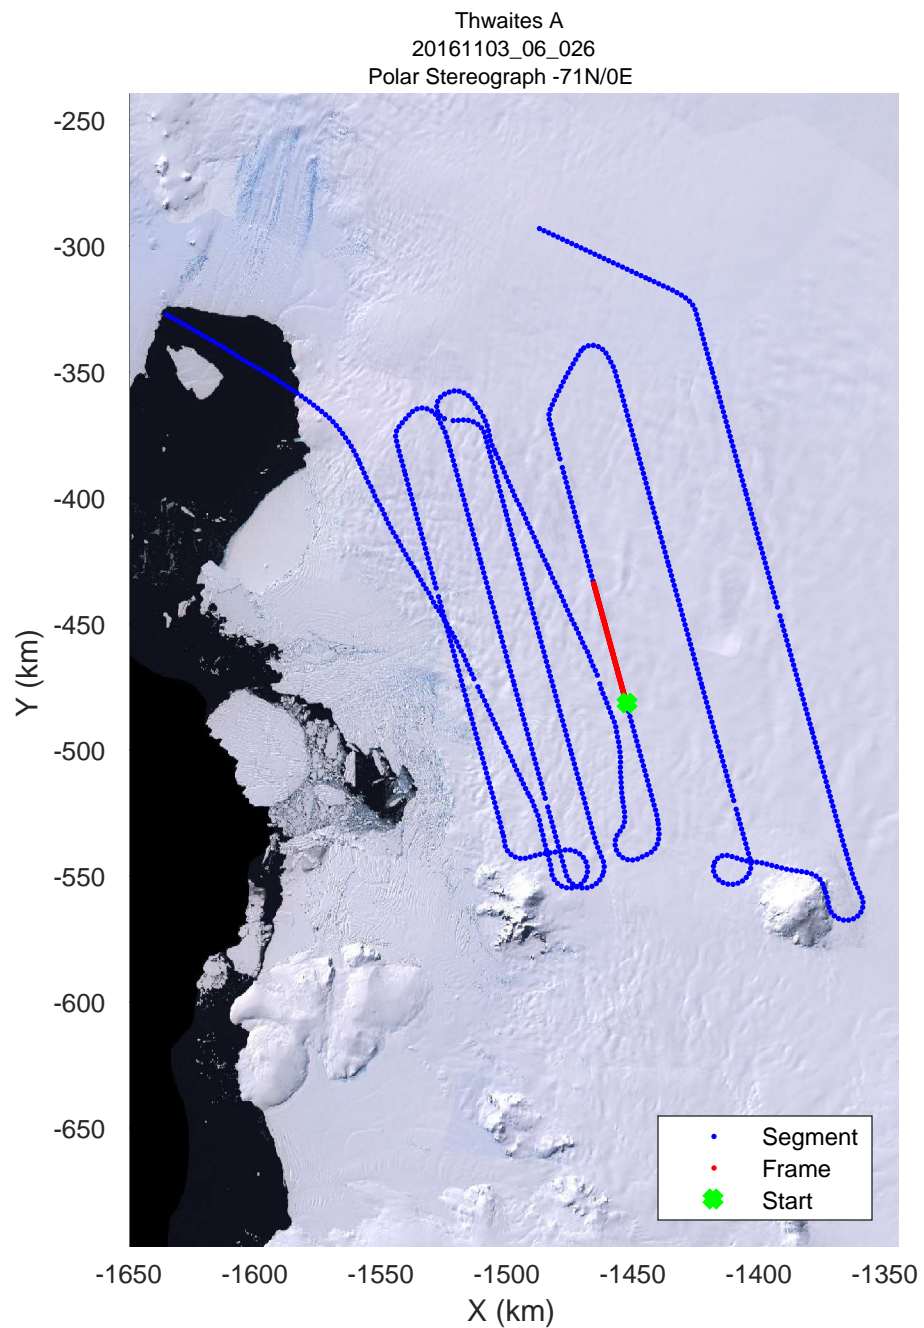 Thwaites A
20161103_06_026
Polar Stereograph -71N/0E
-250
-300
-350
-400
-450
-500
-550
-600
-650
Y (km)
Segment
Frame
Start
-1650 -1600 -1550 -1500 -1450 -1400 -1350
X (km)